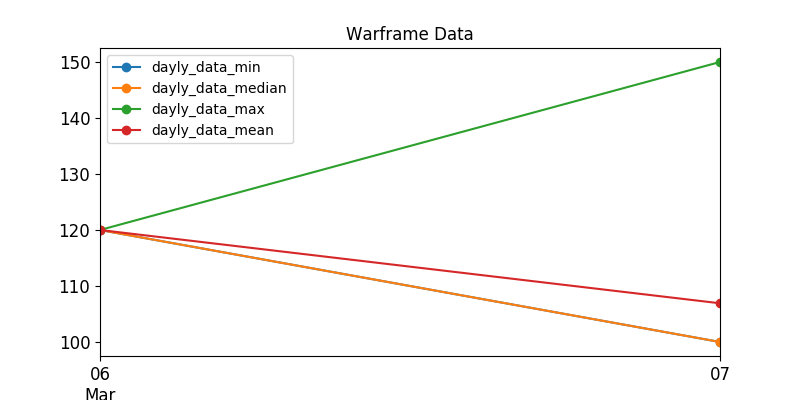 Warframe Data
dayly_data_min
dayly_data_median
dayly_data_max
dayly_data_mean
150
140
130
120
110
100
06
07
Mar